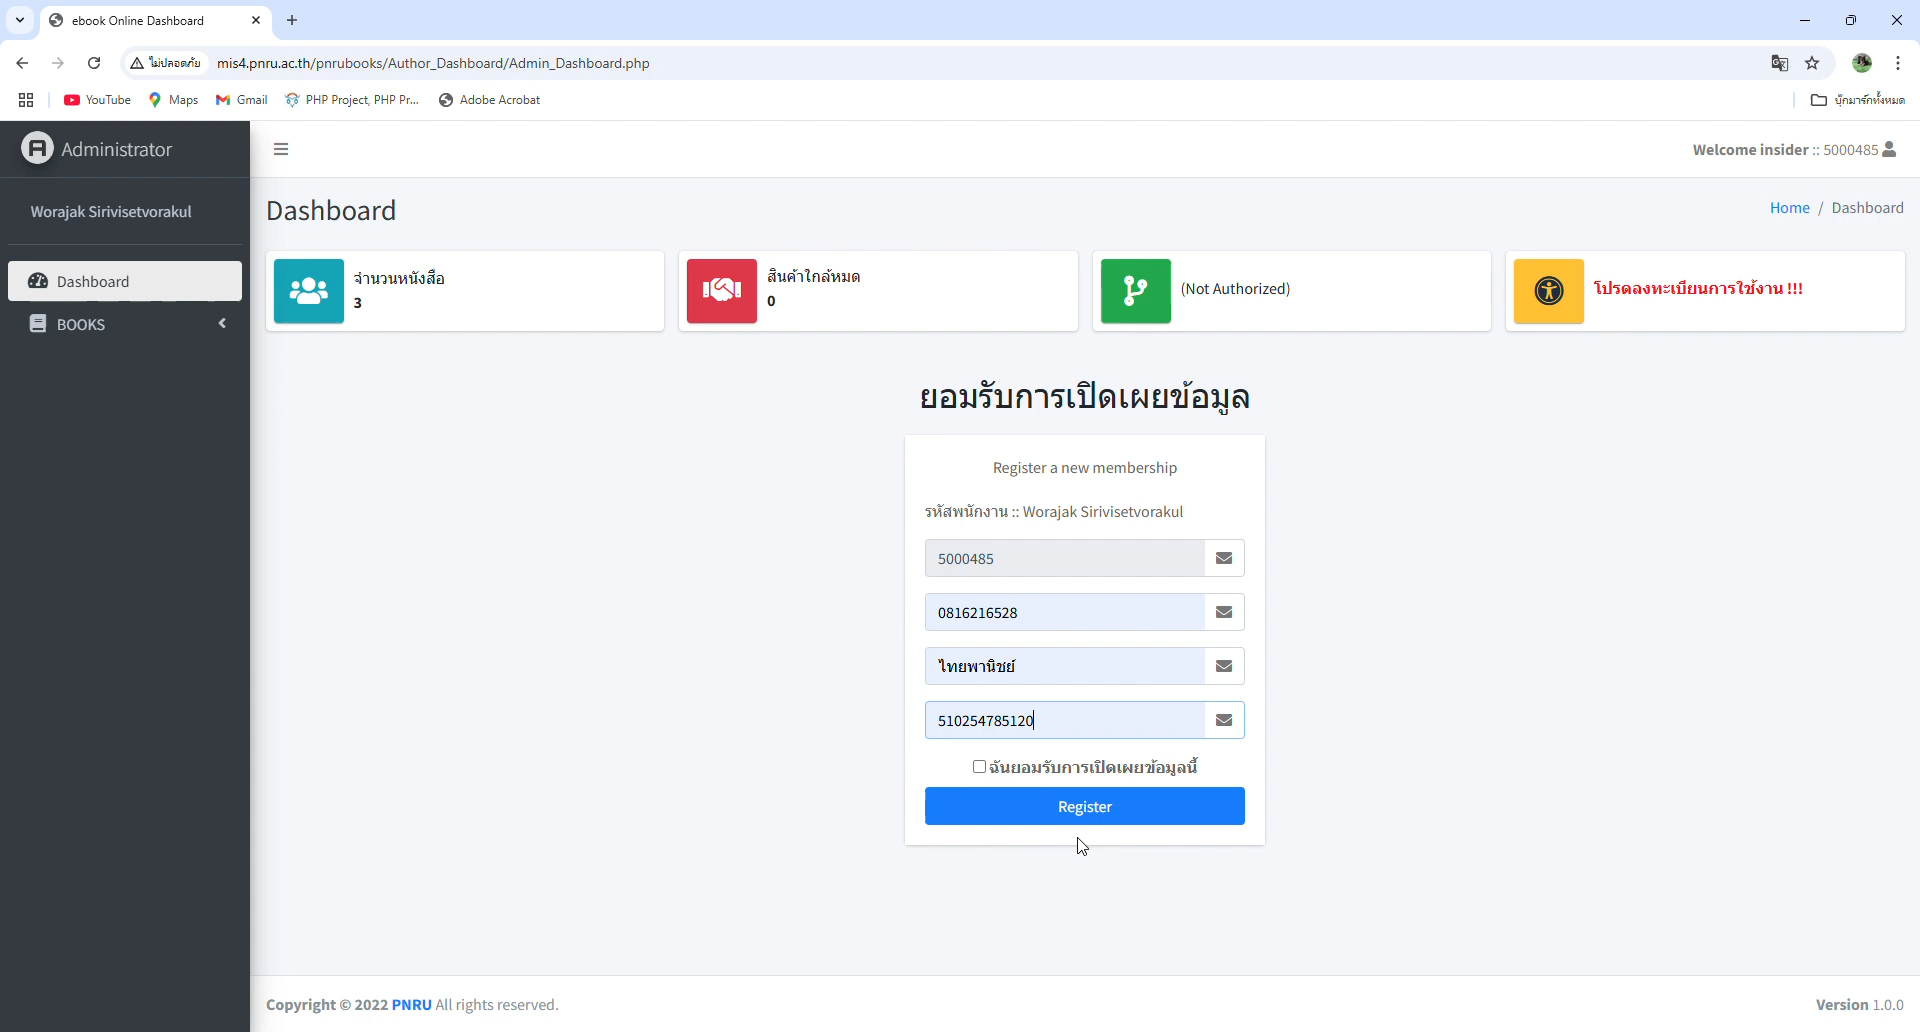 ebook Online Dashboard
ไม่ปลอดภัย mis4.pnru.ac.th/pnrubooks/Author_Dashboard/Admin_Dashboard.php
YouTube Maps Gmail PHP Project, PHP Pr... Adobe Acrobat บุ๊กมาร์กทั้งหมด
Administrator
Welcome insider :: 5000485
Worajak Sirivisetvorakul
Dashboard
Home / Dashboard
Dashboard
BOOKS
จำนวนหนังสือ
3
สินค้าใกล้หมด
0
(Not Authorized)
โปรดลงทะเบียนการใช้งาน !!!
ยอมรับการเปิดเผยข้อมูล
Register a new membership
รหัสพนักงาน :: Worajak Sirivisetvorakul
5000485
0816216528
ไทยพานิชย์
510254785120
ฉันยอมรับการเปิดเผยข้อมูลนี้
Register
Copyright © 2022 PNRU All rights reserved.
Version 1.0.0